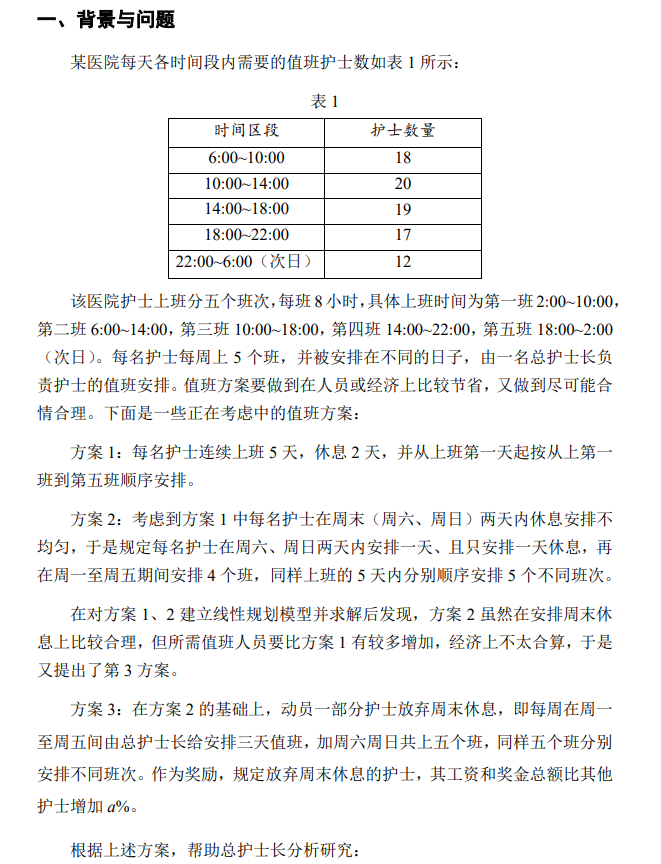 一、背景与问题
某医院每天各时间段内需要的值班护士数如表 1 所示：
表 1
时间区段 护士数量
6:00~10:00 18
10:00~14:00 20
14:00~18:00 19
18:00~22:00 17
22:00~6:00（次日） 12
该医院护士上班分五个班次，每班 8 小时，具体上班时间为第一班 2:00~10:00，
第二班 6:00~14:00，第三班 10:00~18:00，第四班 14:00~22:00，第五班 18:00~2:00
（次日）。每名护士每周上 5 个班，并被安排在不同的日子，由一名总护士长负
责护士的值班安排。值班方案要做到在人员或经济上比较节省，又做到尽可能合
情合理。下面是一些正在考虑中的值班方案：
方案 1：每名护士连续上班 5 天，休息 2 天，并从上班第一天起按从上第一
班到第五班顺序安排。
方案 2：考虑到方案 1 中每名护士在周末（周六、周日）两天内休息安排不
均匀，于是规定每名护士在周六、周日两天内安排一天、且只安排一天休息，再
在周一至周五期间安排 4 个班，同样上班的 5 天内分别顺序安排 5 个不同班次。
在对方案 1、2 建立线性规划模型并求解后发现，方案 2 虽然在安排周末休
息上比较合理，但所需值班人员要比方案 1 有较多增加，经济上不太合算，于是
又提出了第 3 方案。
方案 3：在方案 2 的基础上，动员一部分护士放弃周末休息，即每周在周一
至周五间由总护士长给安排三天值班，加周六周日共上五个班，同样五个班分别
安排不同班次。作为奖励，规定放弃周末休息的护士，其工资和奖金总额比其他
护士增加 a%。
根据上述方案，帮助总护士长分析研究：